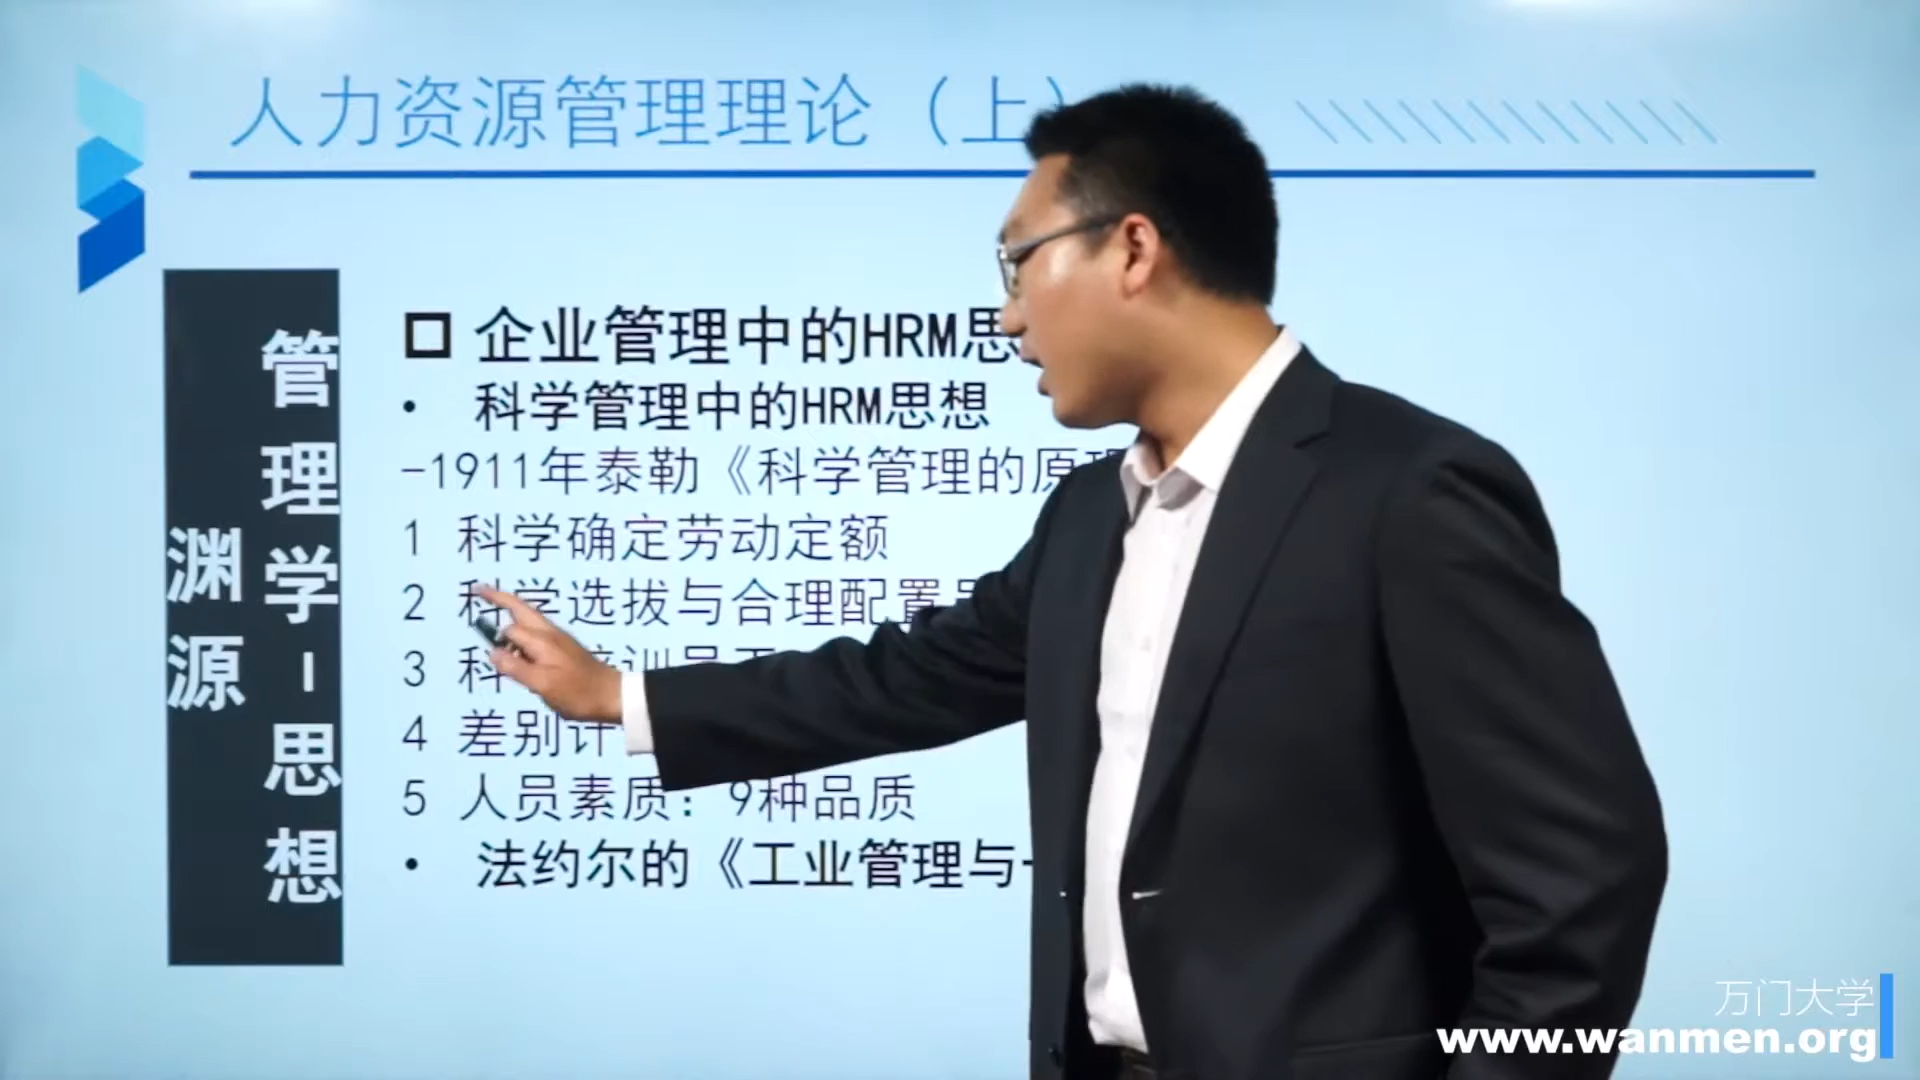 人力资源管理理论（上）
管理学-思想
渊源
企业管理中的HRM思
• 科学管理中的HRM思想
-1911年泰勒《科学管理的原理
1 科学确定劳动定额
2 科学选拔与合理配置
3 科 培训员
4 差别计
5 人员素质：9种品质
• 法约尔的《工业管理与
万门大学
www.wanmen.org